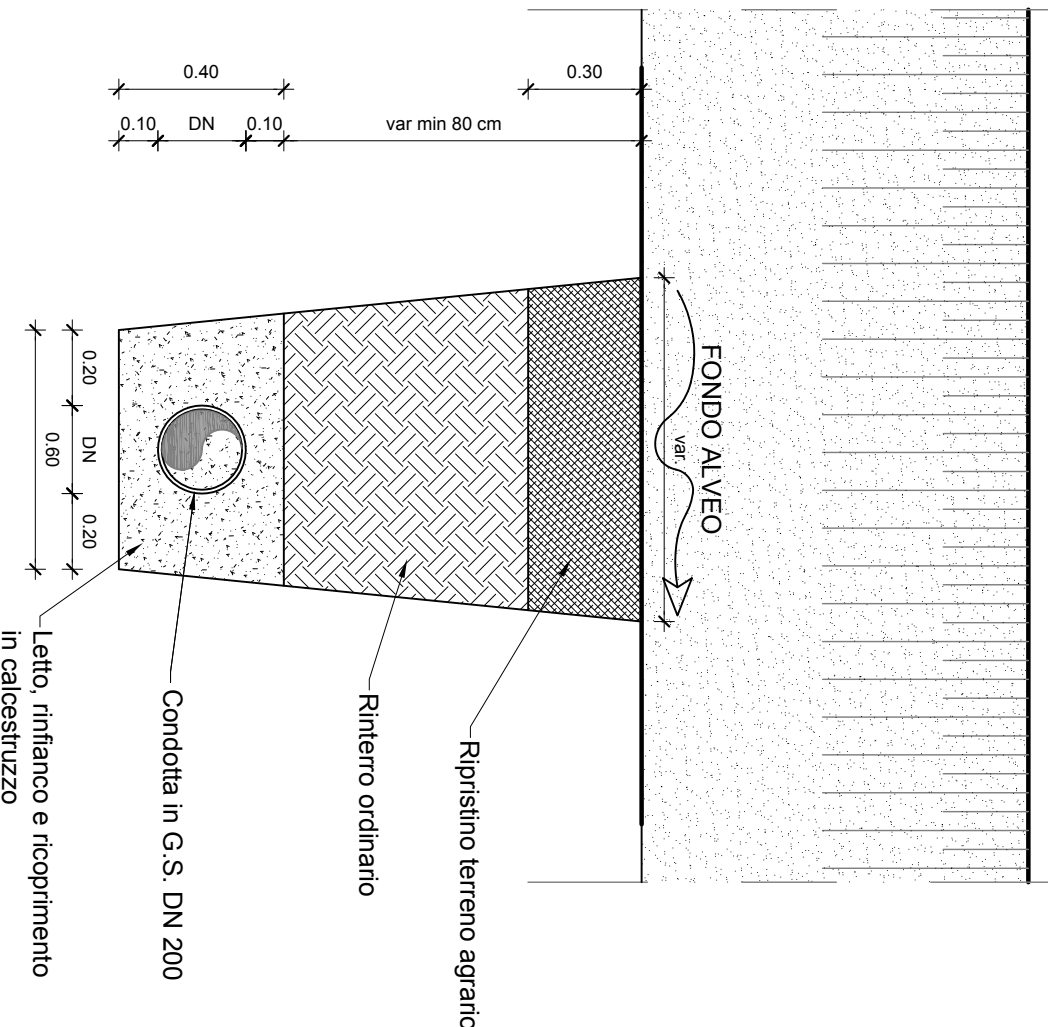 0.40
0.30
0.10
DN
0.10
var min 80 cm
FONDO ALVEO
var.
0.20
DN
0.20
0.60
Ripristino terreno agrario
Rinterro ordinario
Condotta in G.S. DN 200
Letto, rinfianco e ricoprimento
in calcestruzzo